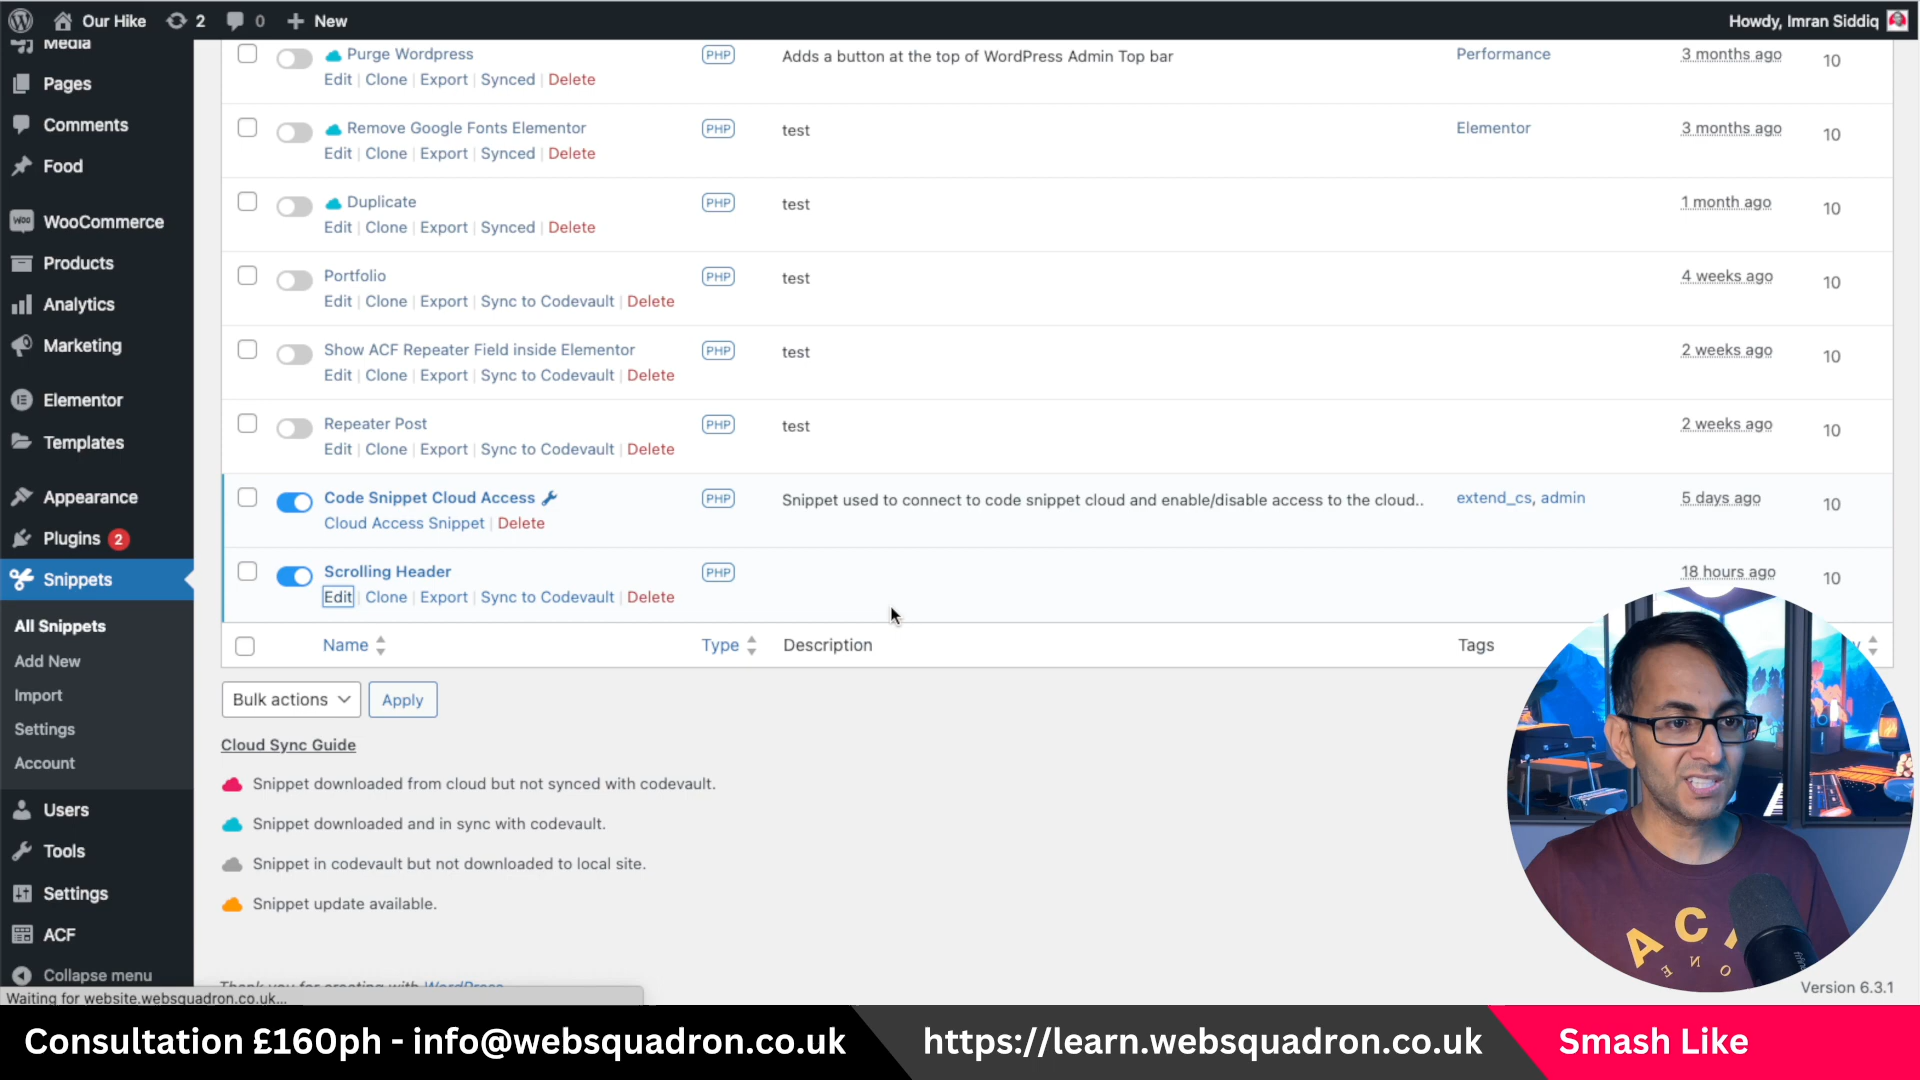 Our Hike 2 0 New Howdy, Imran Siddiq
Media
Pages
Comments
Food
WooCommerce
Products
Analytics
Marketing
Elementor
Templates
Appearance
Plugins 2
Snippets
All Snippets
Add New
Import
Settings
Account
Users
Tools
Settings
ACF
Collapse menu
Purge Wordpress PHP Adds a button at the top of WordPress Admin Top bar Performance 3 months ago 10
Edit | Clone | Export | Synced | Delete
Remove Google Fonts Elementor PHP test Elementor 3 months ago 10
Edit | Clone | Export | Synced | Delete
Duplicate PHP test 1 month ago 10
Edit | Clone | Export | Synced | Delete
Portfolio PHP test 4 weeks ago 10
Edit | Clone | Export | Sync to Codevault | Delete
Show ACF Repeater Field inside Elementor PHP test 2 weeks ago 10
Edit | Clone | Export | Sync to Codevault | Delete
Repeater Post PHP test 2 weeks ago 10
Edit | Clone | Export | Sync to Codevault | Delete
Code Snippet Cloud Access PHP Snippet used to connect to code snippet cloud and enable/disable access to the cloud.. extend_cs, admin 5 days ago 10
Cloud Access Snippet | Delete
Scrolling Header PHP 18 hours ago 10
Edit | Clone | Export | Sync to Codevault | Delete
Name Type Description Tags
Bulk actions Apply
Cloud Sync Guide
Snippet downloaded from cloud but not synced with codevault.
Snippet downloaded and in sync with codevault.
Snippet in codevault but not downloaded to local site.
Snippet update available.
Thank you for creating with WordPress
Version 6.3.1
Waiting for website.websquadron.co.uk...
Consultation £160ph - info@websquadron.co.uk https://learn.websquadron.co.uk Smash Like